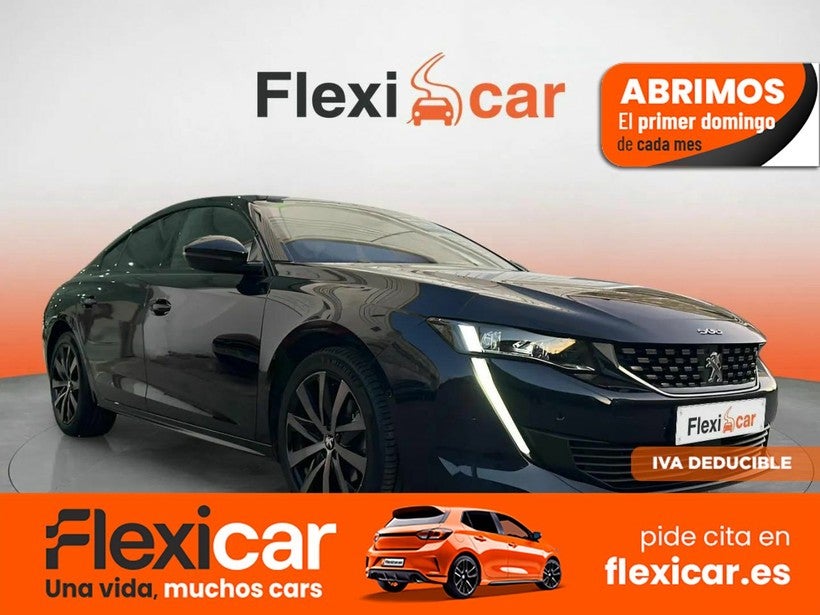 Flexicar
ABRIMOS
El primer domingo
de cada mes
508
Flexicar
IVA DEDUCIBLE
Flexicar
Una vida, muchos cars
pide cita en
flexicar.es